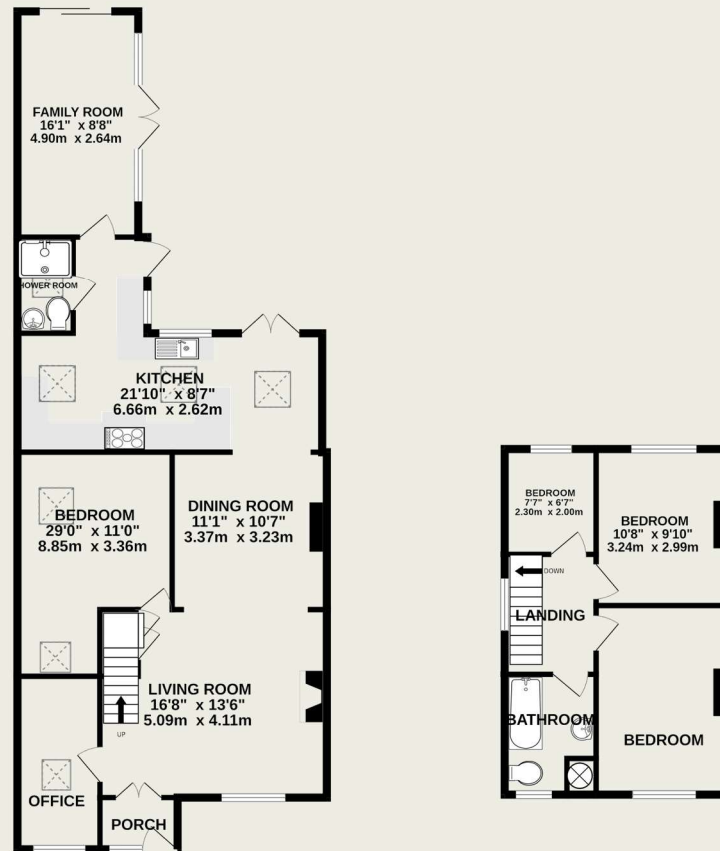 FAMILY ROOM
16'1" x 8'8"
4.90m x 2.64m
HOWER ROOM
KITCHEN
21'10" x 8'7"
6.66m x 2.62m
BEDROOM
29'0" x 11'0"
8.85m x 3.36m
DINING ROOM
11'1" x 10'7"
3.37m x 3.23m
LIVING ROOM
16'8" x 13'6"
5.09m x 4.11m
UP
OFFICE
PORCH
BEDROOM
7'7" x 6'7"
2.30m x 2.00m
BEDROOM
10'8" x 9'10"
3.24m x 2.99m
DOWN
LANDING
BATHROOM
BEDROOM